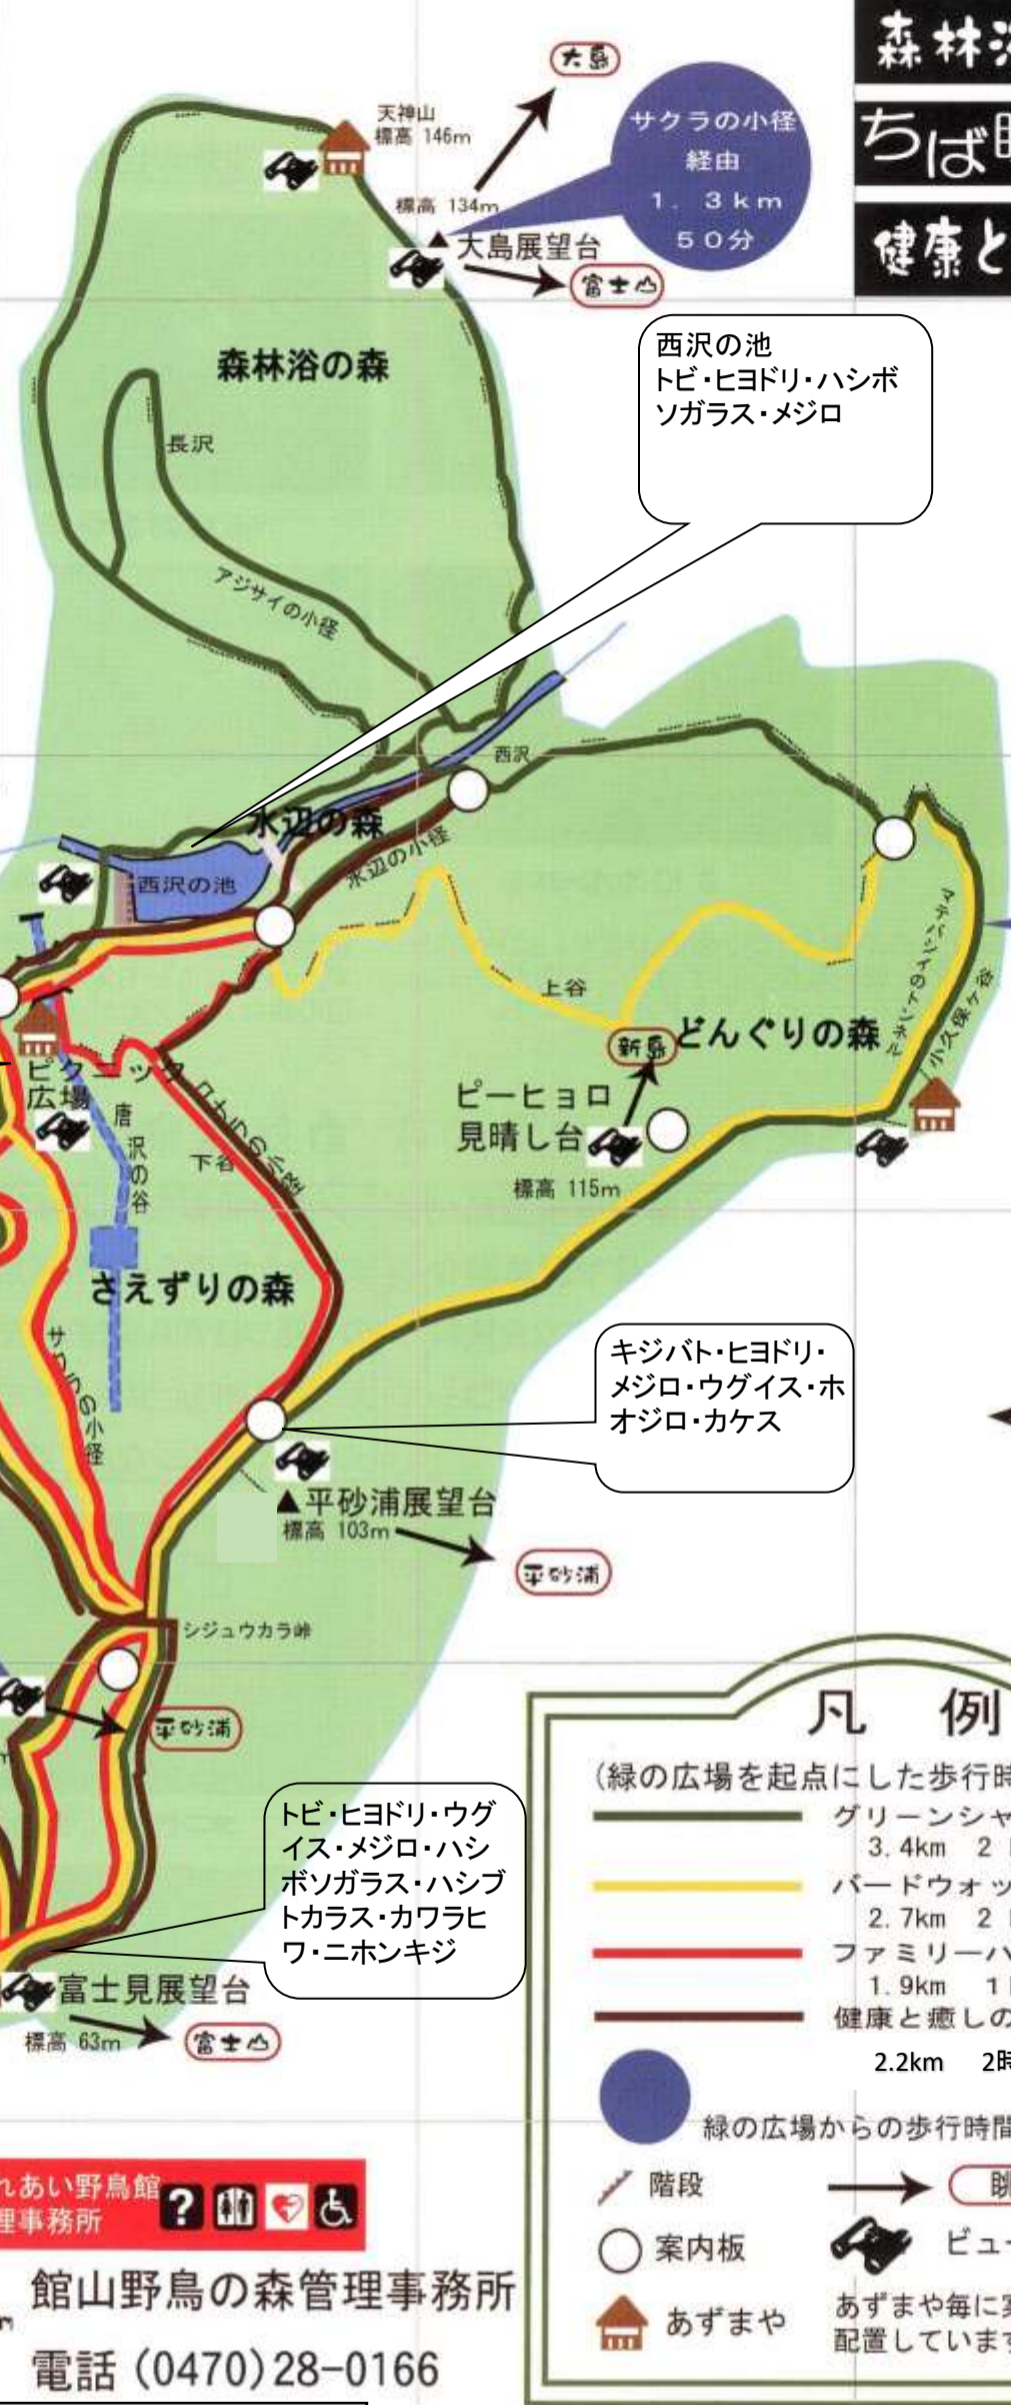 森林
ちば
健康と
大島
天神山
標高 146m
サクラの小径
経由
1. 3km
50分
標高 134m
大島展望台
富士山
森林浴の森
西沢の池
トビ・ヒヨドリ・ハシボ
ソガラス・メジロ
長沢
アジサイの小径
西沢
水辺の森
水辺の小径
西沢の池
マテバシイのトンネル
小久保ヶ谷
上谷
新島
どんぐりの森
ピクニック
広場
ピーヒョロ
見晴し台
標高 115m
唐沢の谷
下谷
さえずりの森
サクラの小径
キジバト・ヒヨドリ・
メジロ・ウグイス・ホ
オジロ・カケス
▲平砂浦展望台
標高 103m
平砂浦
シジュウカラ峠
平砂浦
トビ・ヒヨドリ・ウグ
イス・メジロ・ハシ
ボソガラス・ハシブ
トカラス・カワラヒ
ワ・ニホンキジ
富士見展望台
標高 63m
富士山
凡 例
(緑の広場を起点にした歩行時
グリーンシャ
3.4km 2
バードウォッ
2.7km 2
ファミリーハ
1.9km 1
健康と癒しの
2.2km 2時
緑の広場からの歩行時間
階段
眺
案内板
ビュー
あずまや
あずまや毎に
配置しています
れあい野鳥館
理事務所
?
館山野鳥の森管理事務所
電話 (0470)28-0166